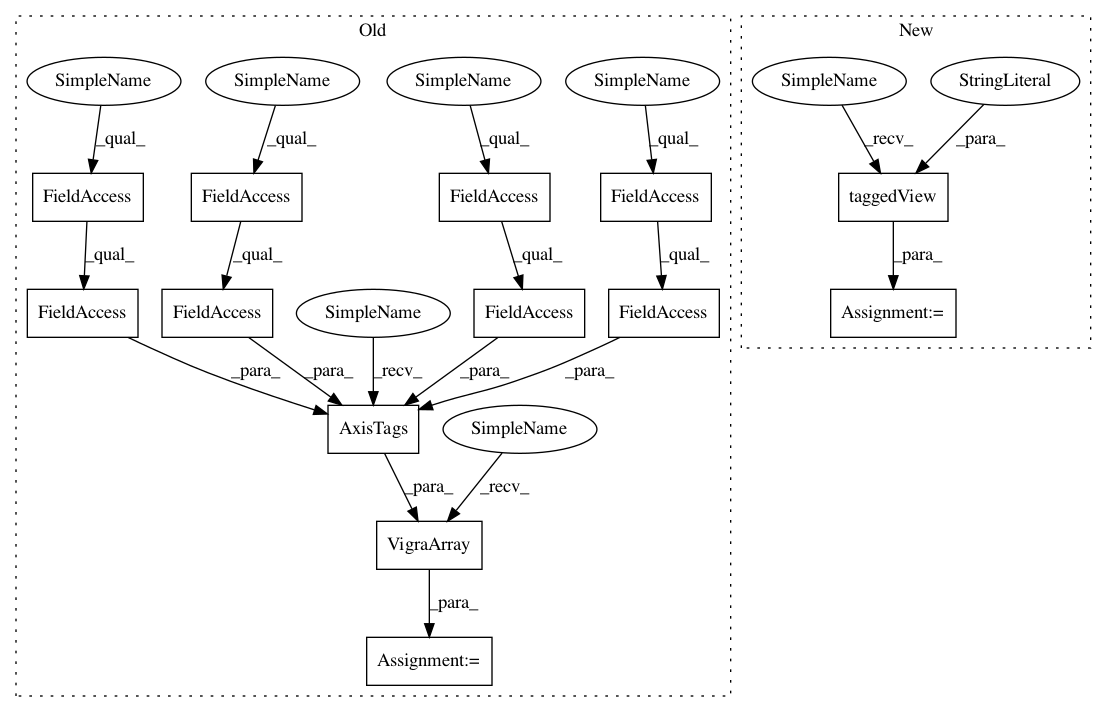 Old
New
SimpleName
SimpleName
SimpleName
SimpleName
SimpleName
StringLiteral
_qual_
_qual_
_qual_
_qual_
_recv_
_para_
FieldAccess
FieldAccess
FieldAccess
FieldAccess
taggedView
_qual_
_qual_
_qual_
_qual_
_para_
FieldAccess
FieldAccess
SimpleName
FieldAccess
FieldAccess
Assignment:=
_para_
_para_
_recv_
_para_
_para_
AxisTags
SimpleName
_para_
_recv_
VigraArray
_para_
Assignment:=